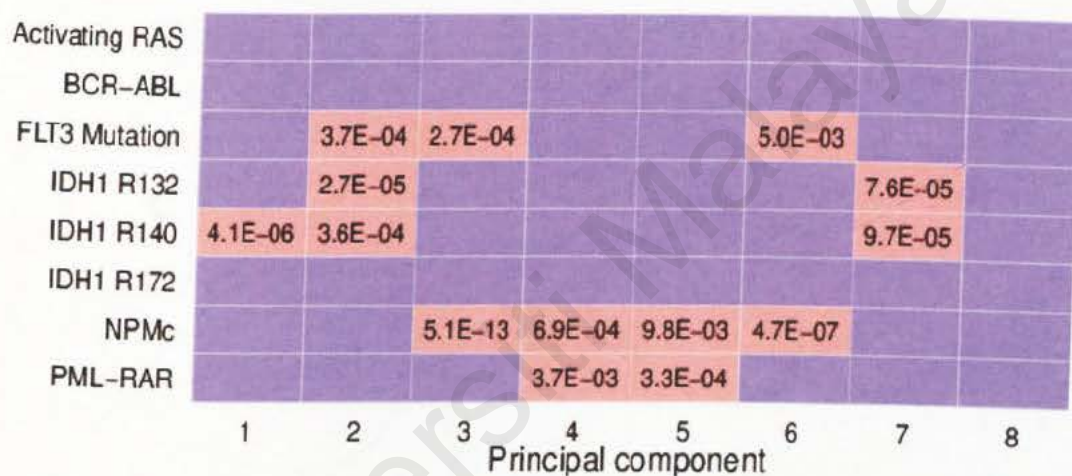 Activating RAS
BCR-ABL
FLT3 Mutation 3.7E-04 2.7E-04 5.0E-03
IDH1 R132 2.7E-05 7.6E-05
IDH1 R140 4.1E-06 3.6E-04 9.7E-05
IDH1 R172
NPMc 5.1E-13 6.9E-04 9.8E-03 4.7E-07
PML-RAR 3.7E-03 3.3E-04
1 2 3 4 5 6 7 8
Principal component
ersiti Malay